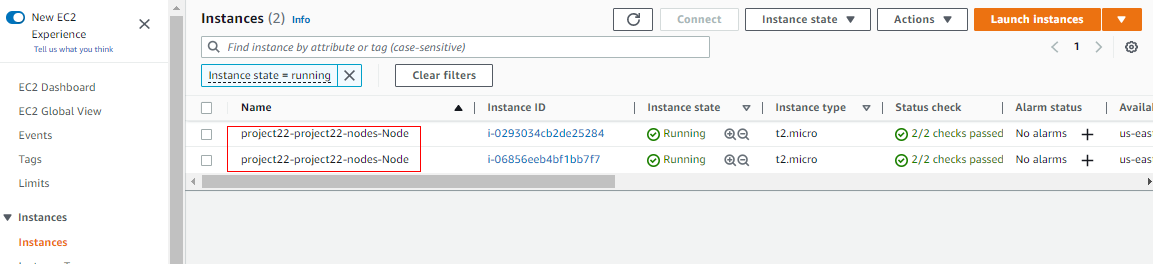 New EC2
Experience
Tell us what you think
Instances (2) Info
Connect
Instance state
Actions
Launch instances
Find instance by attribute or tag (case-sensitive)
1
Instance state = running
Clear filters
EC2 Dashboard
EC2 Global View
Events
Tags
Limits
Instances
Instances
Name Instance ID Instance state Instance type Status check Alarm status Availa
project22-project22-nodes-Node i-0293034cb2de25284 Running t2.micro 2/2 checks passed No alarms us-eas
project22-project22-nodes-Node i-06856eeb4bf1bb7f7 Running t2.micro 2/2 checks passed No alarms us-eas